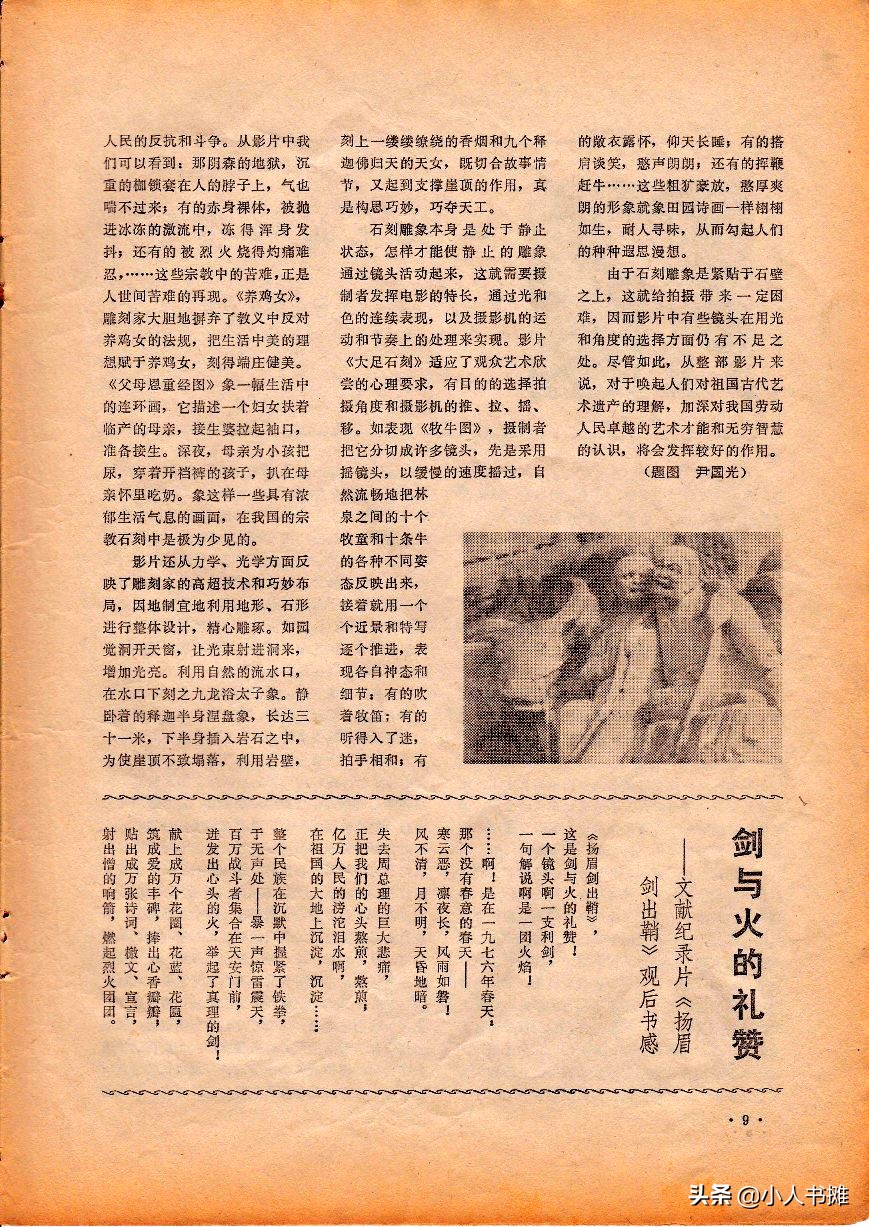 人民的反抗和斗争。从影片中我
们可以看到：那阴森的地狱，沉
重的枷锁套在人的脖子上，气也
喘不过来；有的赤身裸体，被抛
进冰冻的激流中，冻得浑身发
抖；还有的被烈火烧得灼痛难
忍，……这些宗教中的苦难，正是
人世间苦难的再现。《养鸡女》，
雕刻家大胆地摒弃了教义中反对
养鸡女的法规，把生活中美的理
想赋于养鸡女，刻得端庄健美。
《父母恩重经图》象一幅生活中
的连环画，它描述一个妇女扶着
临产的母亲，接生婆拉起袖口，
准备接生。深夜，母亲为小孩把
尿，穿着开裆裤的孩子，扒在母
亲怀里吃奶。象这样一些具有浓
郁生活气息的画面，在我国的宗
教石刻中是极为少见的。
影片还从力学、光学方面反
映了雕刻家的高超技术和巧妙布
局，因地制宜地利用地形、石形
进行整体设计，精心雕琢。如园
觉洞开天窗，让光束射进洞来，
增加光亮。利用自然的流水口，
在水口下刻之九龙浴太子象。静
卧着的释迦半身涅盘象，长达三
十一米，下半身插入岩石之中，
为使崖顶不致塌落，利用岩壁，
刻上一缕缕缭绕的香烟和九个释
迦佛归天的天女，既切合故事情
节，又起到支撑崖顶的作用，真
是构思巧妙，巧夺天工。
石刻雕象本身是处于静止
状态，怎样才能使静止的雕象
通过镜头活动起来，这就需要摄
制者发挥电影的特长，通过光和
色的连续表现，以及摄影机的运
动和节奏上的处理来实现。影片
《大足石刻》适应了观众艺术欣
尝的心理要求，有目的的选择拍
摄角度和摄影机的推、拉、摇、
移。如表现《牧牛图》，摄制者
把它分切成许多镜头，先是采用
摇镜头，以缓慢的速度摇过，自
然流畅地把林
泉之间的十个
牧童和十条牛
的各种不同姿
态反映出来，
接着就用一个
个近景和特写
逐个推进，表
现各自神态和
细节；有的吹
着牧笛；有的
听得入了迷，
拍手相和；有
的敞衣露怀，仰天长睡；有的搭
肩谈笑，憨声朗朗；还有的挥鞭
赶牛……这些粗犷豪放，憨厚爽
朗的形象就象田园诗画一样栩栩
如生，耐人寻味，从而勾起人们
的种种遐思漫想。
由于石刻雕象是紧贴于石壁
之上，这就给拍摄带来一定困
难，因而影片中有些镜头在用光
和角度的选择方面仍有不足之
处。尽管如此，从整部影片来
说，对于唤起人们对祖国古代艺
术遗产的理解，加深对我国劳动
人民卓越的艺术才能和无穷智慧
的认识，将会发挥较好的作用。
（题图　尹国光）
剑与火的礼赞
——文献纪录片《扬眉
剑出鞘》观后书感
《扬眉剑出鞘》，
这是剑与火的礼赞！
一个镜头啊一支利剑，
一句解说啊是一团火焰！
……啊！是在一九七六年春天，
那个没有春意的春天——
寒云恶，凛夜长，风雨如磐！
风不清，月不明，天昏地暗。
失去周总理的巨大悲痛，
正把我们的心头熬煎，熬煎，
亿万人民的滂沱泪水啊，
在祖国的大地上沉淀，沉淀……
整个民族在沉默中握紧了铁拳，
于无声处——暴一声惊雷震天，
百万战斗者集合在天安门前，
迸发出心头的火，举起了真理的剑！
献上成万个花圈、花蓝、花匾，
筑成爱的丰碑，捧出心香瓣瓣，
贴出成万张诗词、檄文、宣言，
射出憎的响箭，燃起烈火团团。
·9·
头条 @小人书摊